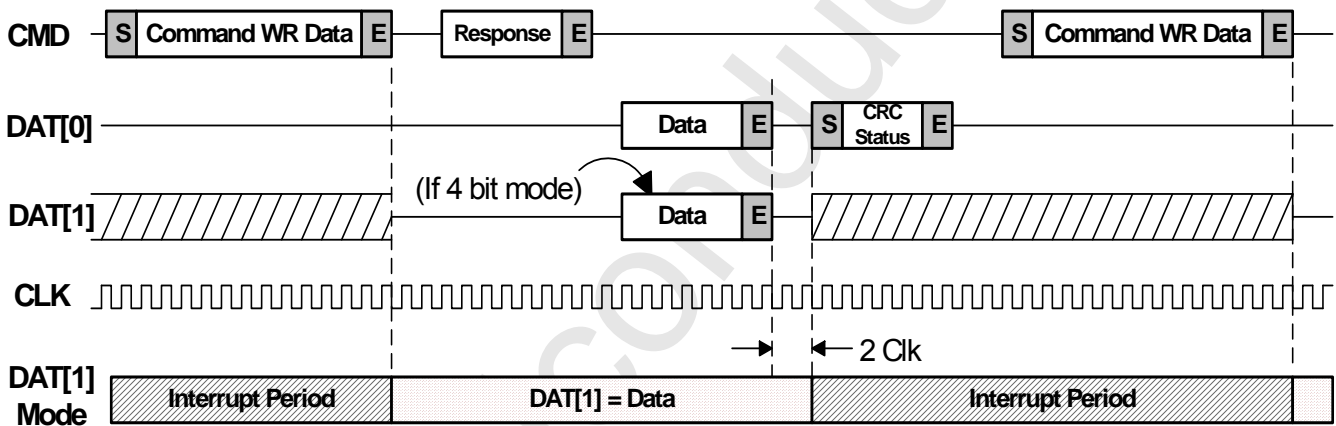 CMD S Command WR Data E Response E S Command WR Data E
DAT[0] Data E S CRC Status E
(If 4 bit mode)
DAT[1] Data E
CLK
2 Clk
DAT[1] Mode Interrupt Period DAT[1] = Data Interrupt Period